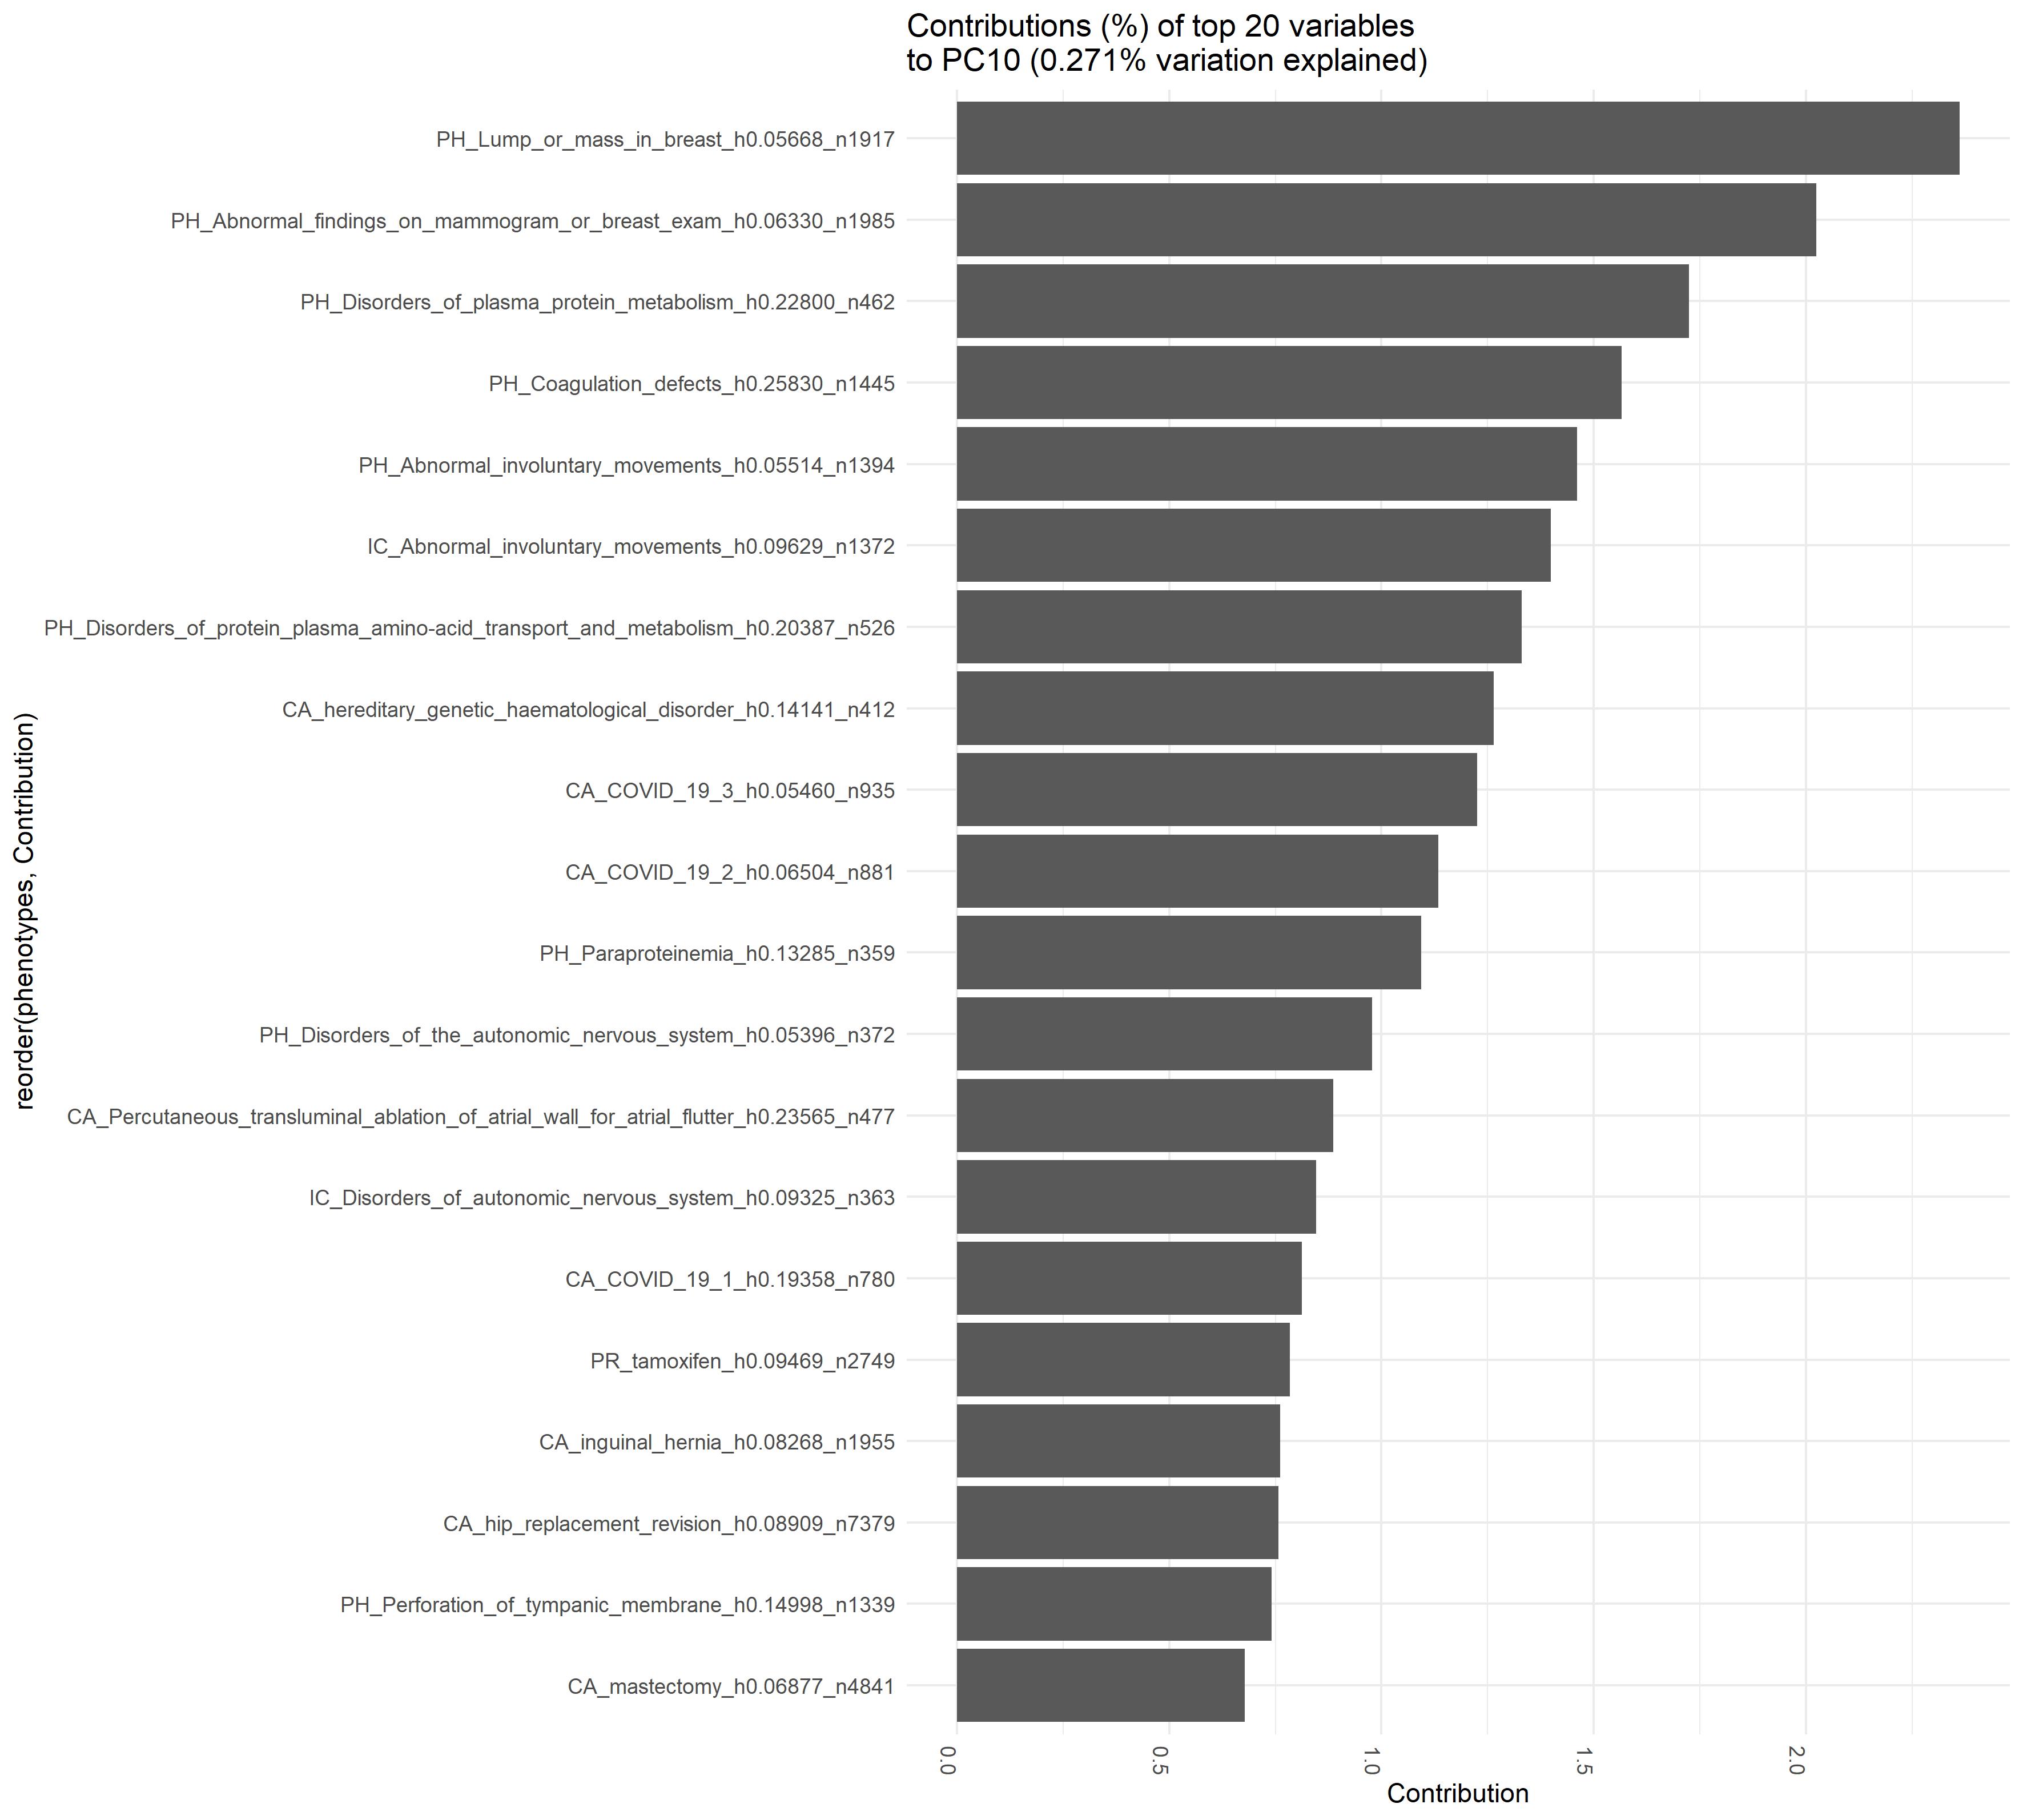 Contributions (%) of top 20 variables
to PC10 (0.271% variation explained)
PH_Lump_or_mass_in_breast_h0.05668_n1917
PH_Abnormal_findings_on_mammogram_or_breast_exam_h0.06330_n1985
PH_Disorders_of_plasma_protein_metabolism_h0.22800_n462
PH_Coagulation_defects_h0.25830_n1445
PH_Abnormal_involuntary_movements_h0.05514_n1394
IC_Abnormal_involuntary_movements_h0.09629_n1372
PH_Disorders_of_protein_plasma_amino-acid_transport_and_metabolism_h0.20387_n526
CA_hereditary_genetic_haematological_disorder_h0.14141_n412
CA_COVID_19_3_h0.05460_n935
CA_COVID_19_2_h0.06504_n881
PH_Paraproteinemia_h0.13285_n359
PH_Disorders_of_the_autonomic_nervous_system_h0.05396_n372
CA_Percutaneous_transluminal_ablation_of_atrial_wall_for_atrial_flutter_h0.23565_n477
IC_Disorders_of_autonomic_nervous_system_h0.09325_n363
CA_COVID_19_1_h0.19358_n780
PR_tamoxifen_h0.09469_n2749
CA_inguinal_hernia_h0.08268_n1955
CA_hip_replacement_revision_h0.08909_n7379
PH_Perforation_of_tympanic_membrane_h0.14998_n1339
CA_mastectomy_h0.06877_n4841
reorder(phenotypes, Contribution)
0.0
0.5
1.0
1.5
2.0
Contribution